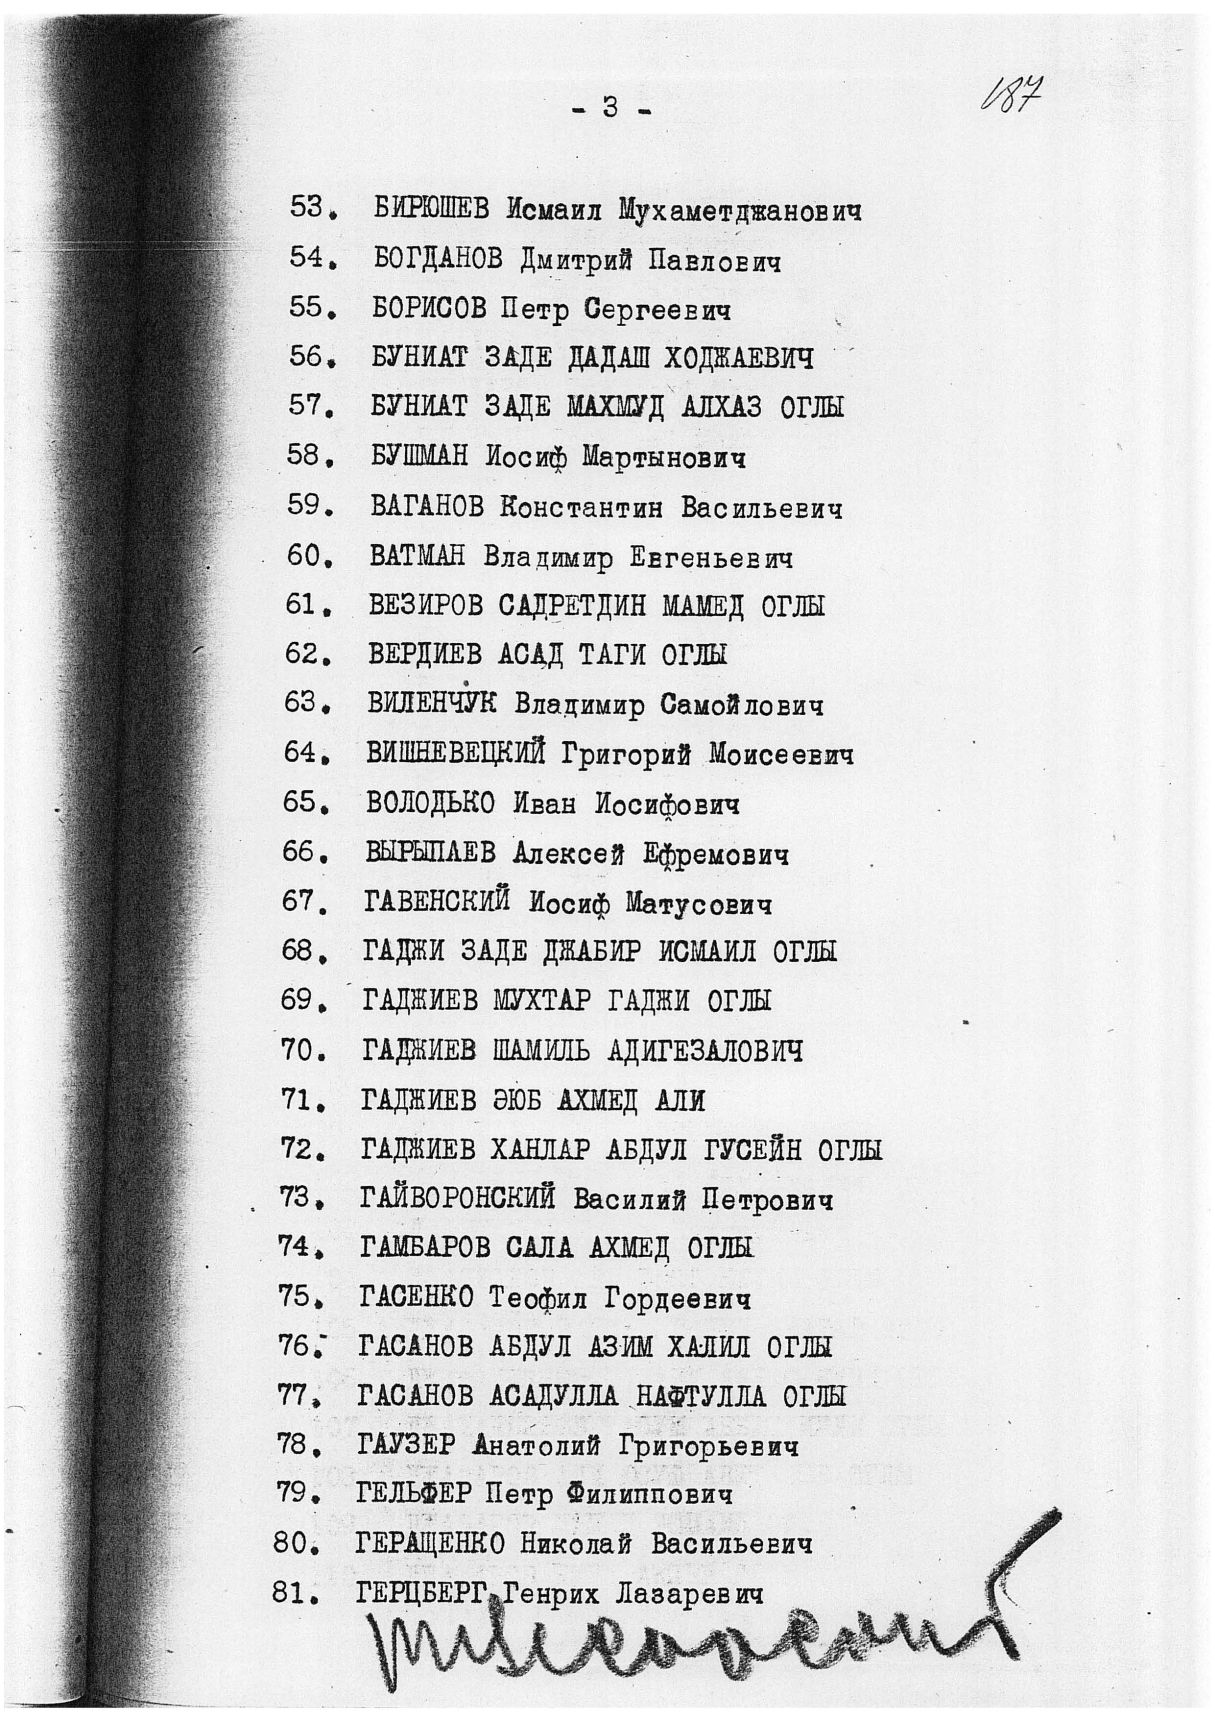 - 3 -
187
53. БИРЮШЕВ Исмаил Мухаметджанович
54. БОГДАНОВ Дмитрий Павлович
55. БОРИСОВ Петр Сергеевич
56. БУНИАТ ЗАДЕ ДАДАШ ХОДЖАЕВИЧ
57. БУНИАТ ЗАДЕ МАХМУД АЛХАЗ ОГЛЫ
58. БУШМАН Иосиф Мартынович
59. ВАГАНОВ Константин Васильевич
60. ВАТМАН Владимир Евгеньевич
61. ВЕЗИРОВ САДРЕТДИН МАМЕД ОГЛЫ
62. ВЕРДИЕВ АСАД ТАГИ ОГЛЫ
63. ВИЛЕНЧУК Владимир Самойлович
64. ВИШНЕВЕЦКИЙ Григорий Моисеевич
65. ВОЛОДЬКО Иван Иосифович
66. ВЫРЫПАЕВ Алексей Ефремович
67. ГАВЕНСКИЙ Иосиф Матусович
68. ГАДЖИ ЗАДЕ ДЖАБИР ИСМАИЛ ОГЛЫ
69. ГАДЖИЕВ МУХТАР ГАДЖИ ОГЛЫ
70. ГАДЖИЕВ ШАМИЛЬ АДИГЕЗАЛОВИЧ
71. ГАДЖИЕВ ЭЮБ АХМЕД АЛИ
72. ГАДЖИЕВ ХАНЛАР АБДУЛ ГУСЕЙН ОГЛЫ
73. ГАЙВОРОНСКИЙ Василий Петрович
74. ГАМБАРОВ САЛА АХМЕД ОГЛЫ
75. ГАСЕНКО Теофил Гордеевич
76. ГАСАНОВ АБДУЛ АЗИМ ХАЛИЛ ОГЛЫ
77. ГАСАНОВ АСАДУЛЛА НАФТУЛЛА ОГЛЫ
78. ГАУЗЕР Анатолий Григорьевич
79. ГЕЛЬФЕР Петр Филиппович
80. ГЕРАЩЕНКО Николай Васильевич
81. ГЕРЦБЕРГ Генрих Лазаревич